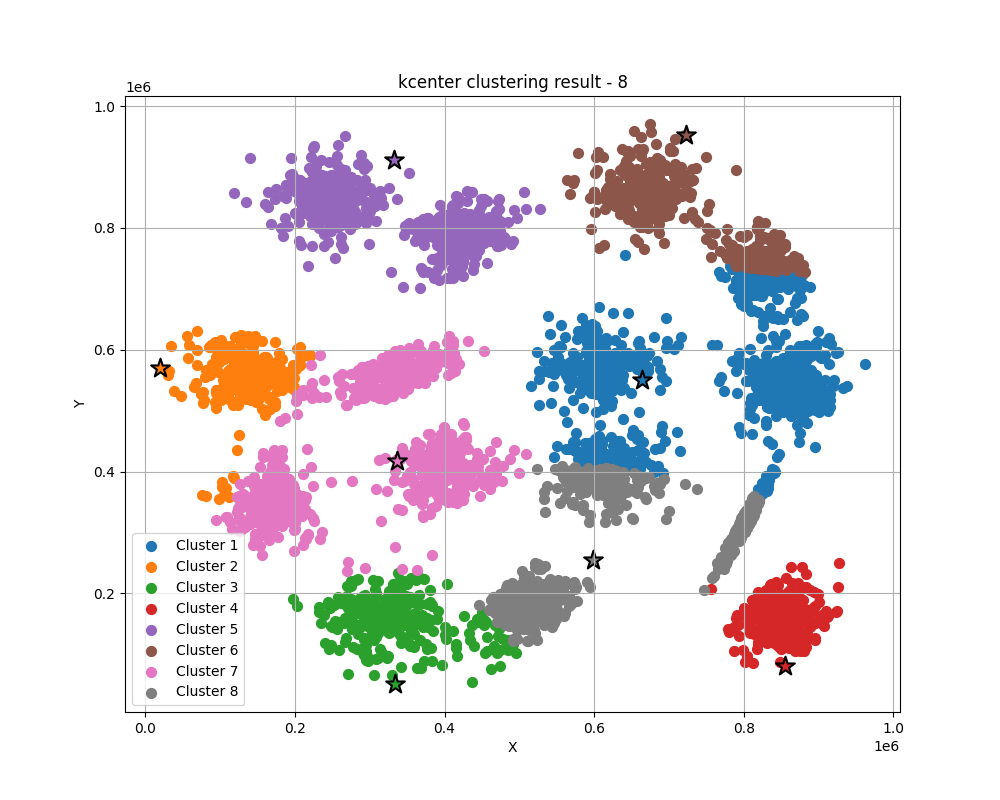 kcenter clustering result - 8
1e6
1.0
0.8
0.6
0.4
0.2
Y
Cluster 1
Cluster 2
Cluster 3
Cluster 4
Cluster 5
Cluster 6
Cluster 7
Cluster 8
0.0 0.2 0.4 0.6 0.8 1.0
X
1e6